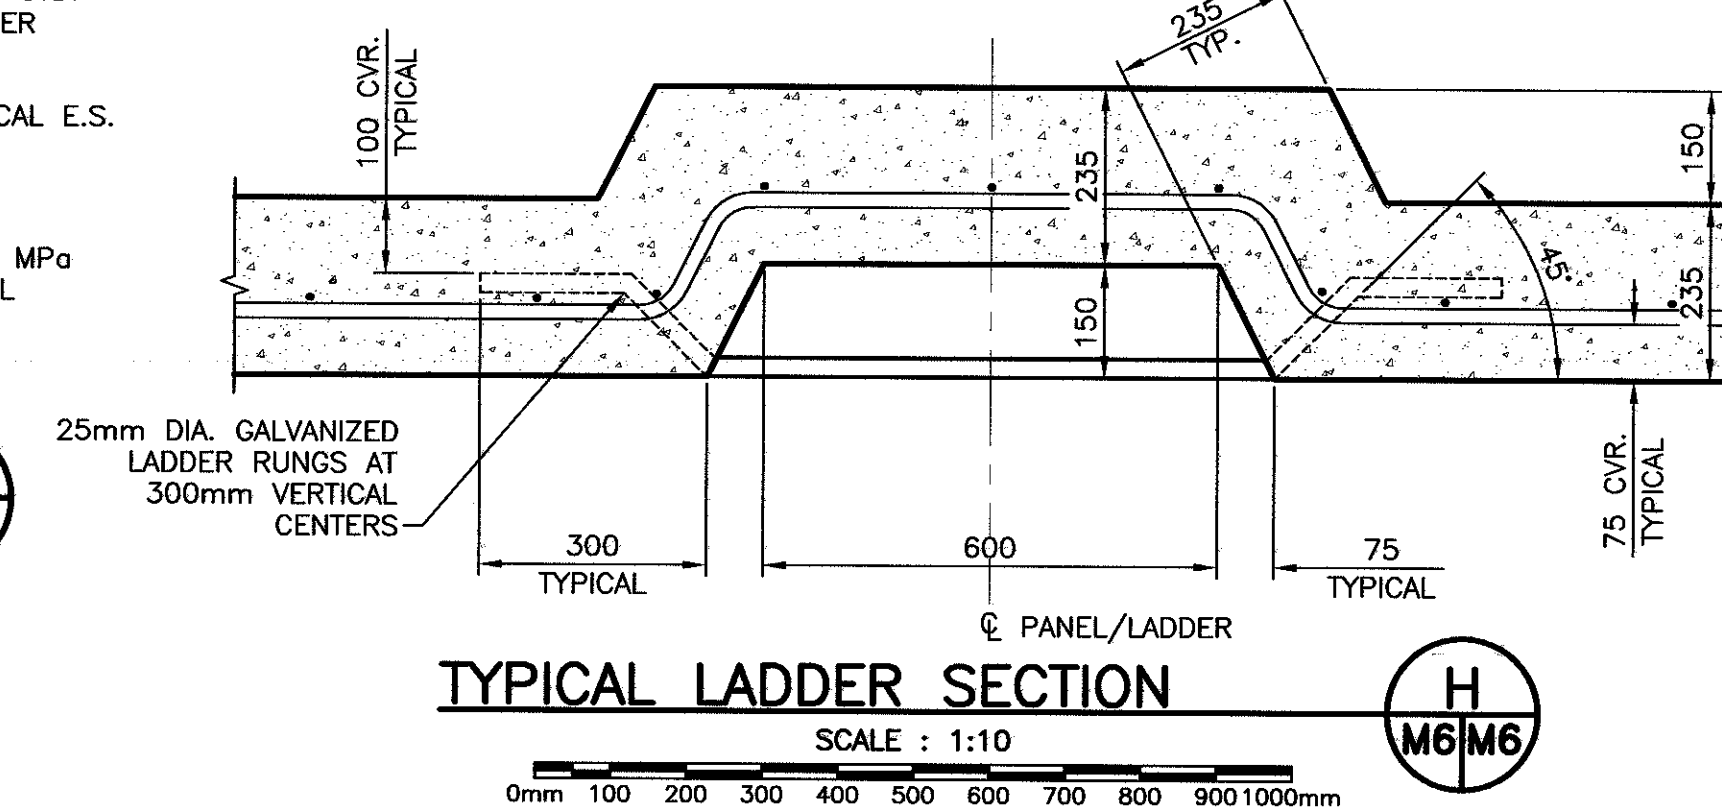 ER
CAL E.S.
MPa
L
100 CVR.
TYPICAL
235
TYP.
235
150
150
235
45°
25mm DIA. GALVANIZED
LADDER RUNGS AT
300mm VERTICAL
CENTERS
300
TYPICAL
600
75
TYPICAL
75 CVR.
TYPICAL
℄ PANEL/LADDER
TYPICAL LADDER SECTION
SCALE : 1:10
H
M6 M6
0mm 100 200 300 400 500 600 700 800 900 1000mm